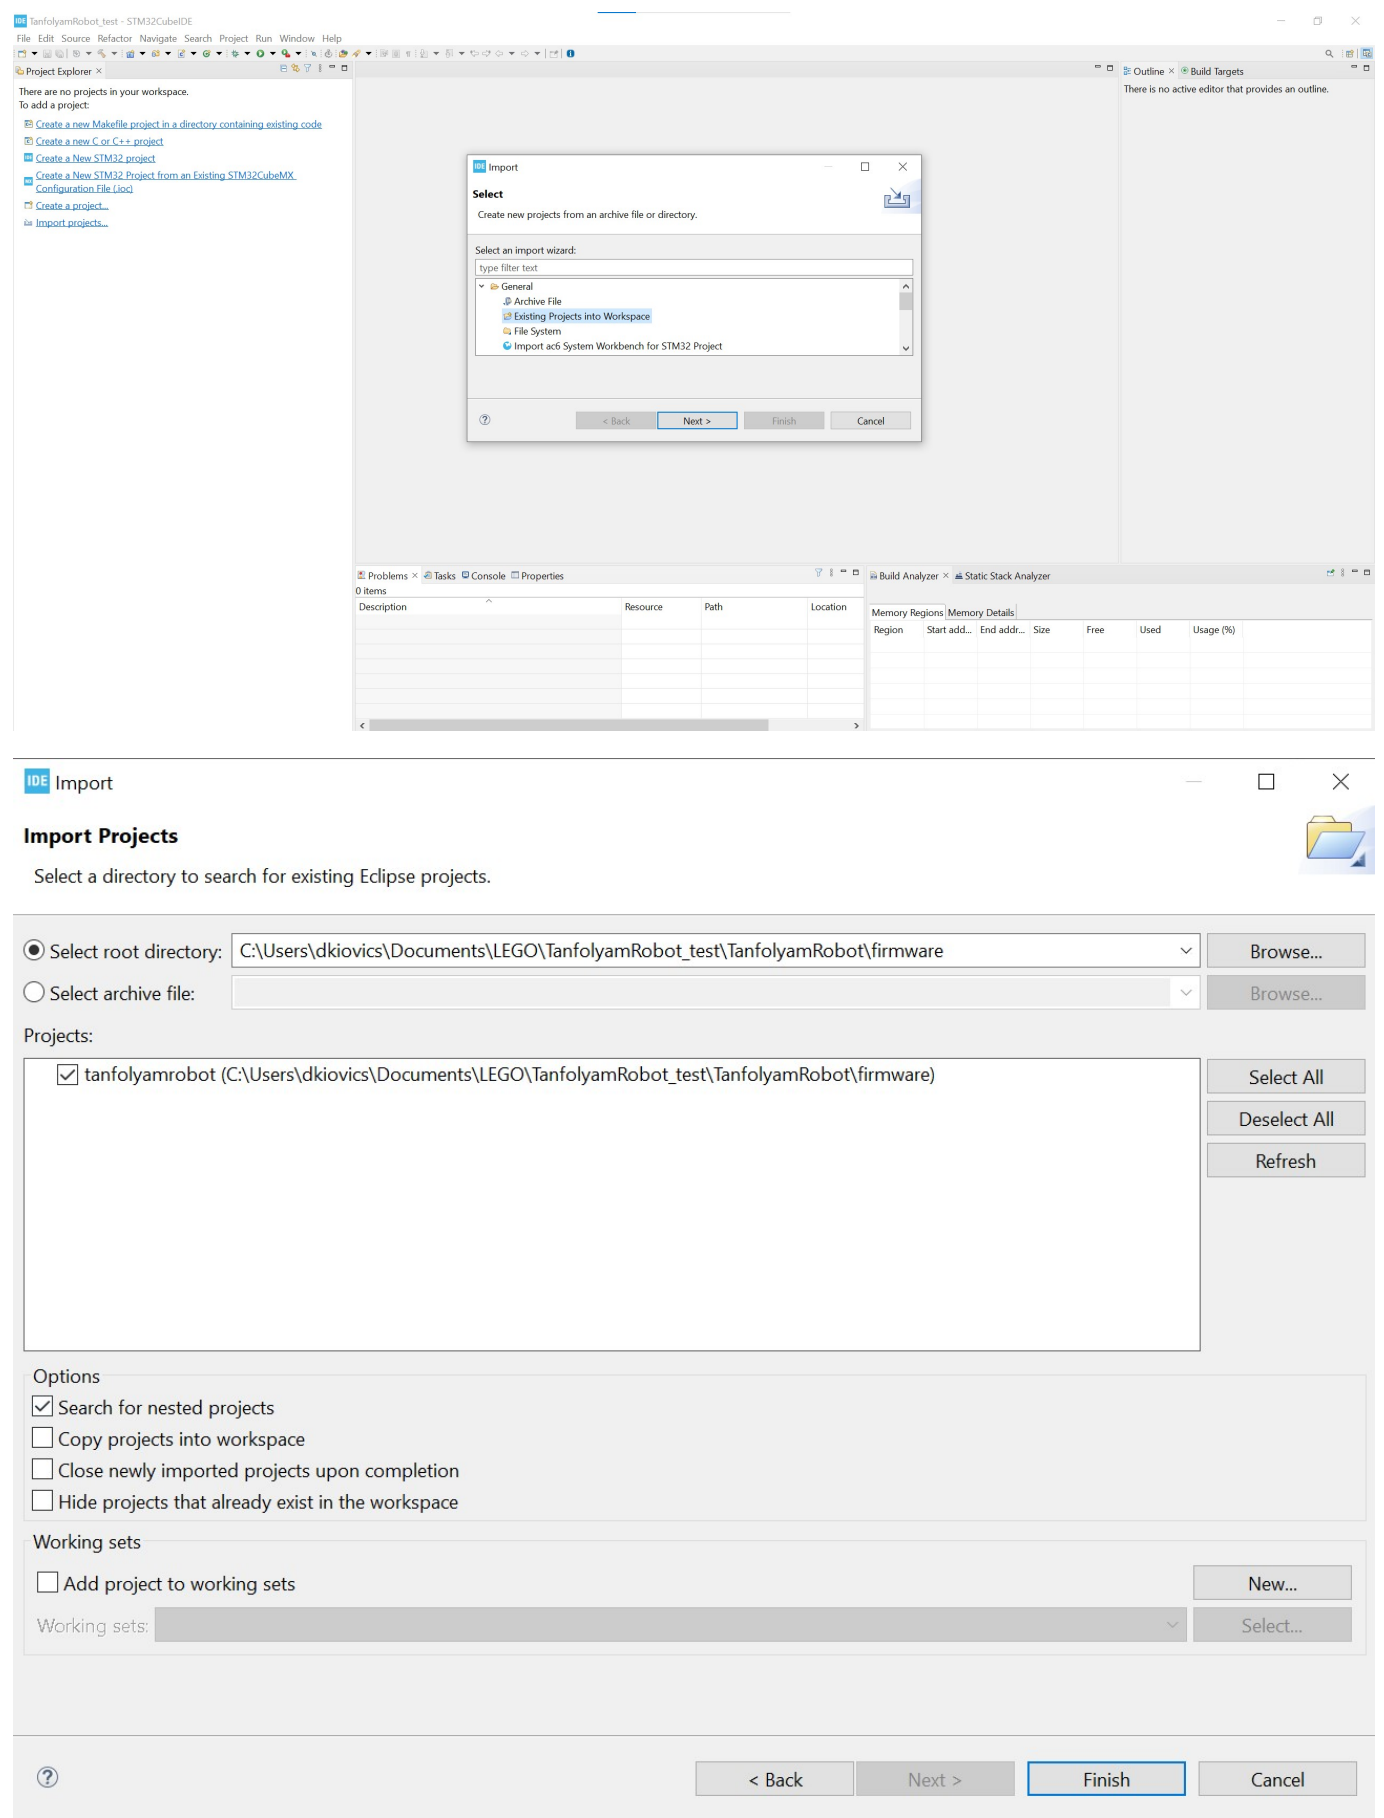 IDE TanfolyamRobot_test - STM32CubeIDE
File Edit Source Refactor Navigate Search Project Run Window Help
Project Explorer
There are no projects in your workspace.
To add a project:
Create a new Makefile project in a directory containing existing code
Create a new C or C++ project
IDE Create a New STM32 project
Create a New STM32 Project from an Existing STM32CubeMX
Configuration File (.ioc)
Create a project...
Import projects...
Outline Build Targets
There is no active editor that provides an outline.
IDE Import
Select
Create new projects from an archive file or directory.
Select an import wizard:
type filter text
General
Archive File
Existing Projects into Workspace
File System
Import ac6 System Workbench for STM32 Project
< Back Next > Finish Cancel
Problems Tasks Console Properties
0 items
Description Resource Path Location
Build Analyzer Static Stack Analyzer
Memory Regions Memory Details
Region Start add... End addr... Size Free Used Usage (%)
IDE Import
Import Projects
Select a directory to search for existing Eclipse projects.
Select root directory: C:\Users\dkiovics\Documents\LEGO\TanfolyamRobot_test\TanfolyamRobot\firmware Browse...
Select archive file: Browse...
Projects:
tanfolyamrobot (C:\Users\dkiovics\Documents\LEGO\TanfolyamRobot_test\TanfolyamRobot\firmware)
Select All
Deselect All
Refresh
Options
Search for nested projects
Copy projects into workspace
Close newly imported projects upon completion
Hide projects that already exist in the workspace
Working sets
Add project to working sets New...
Working sets: Select...
< Back Next > Finish Cancel